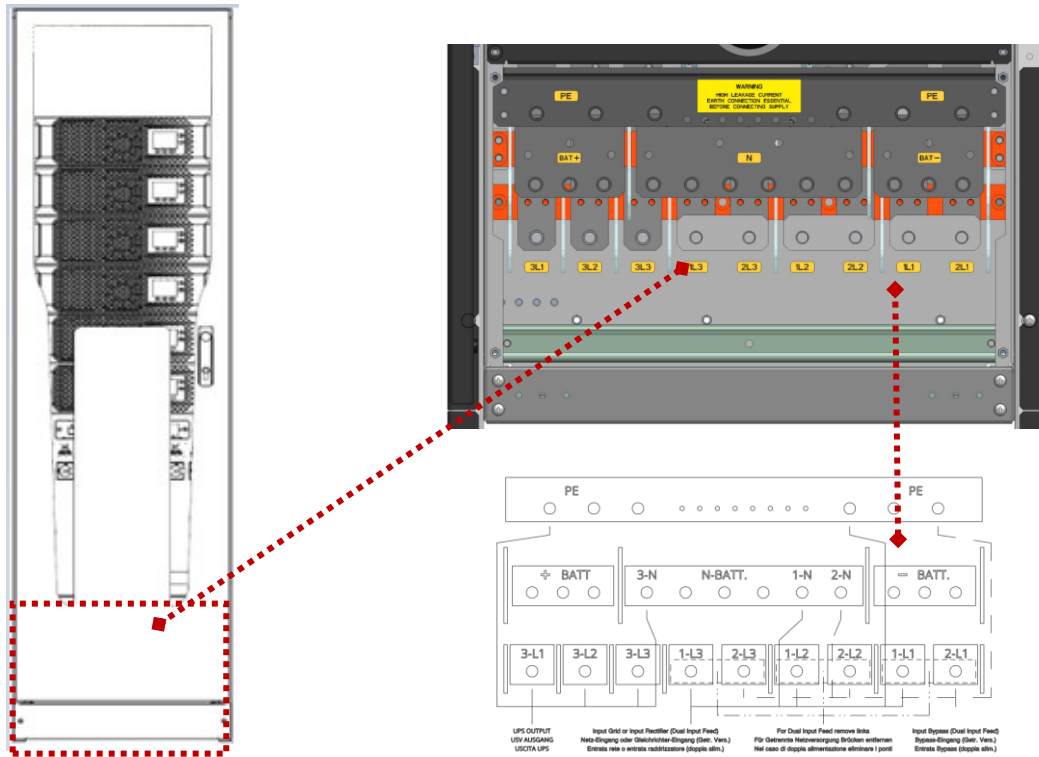 WARNING
HIGH LEAKAGE CURRENT
EARTH CONNECTION ESSENTIAL
BEFORE CONNECTING SUPPLY
PE
PE
BAT+
N
BAT−
3L1
3L2
3L3
1L3
2L3
1L2
2L2
1L1
2L1
PE
PE
+ BATT
3-N
N-BATT.
1-N
2-N
− BATT.
3-L1
3-L2
3-L3
1-L3
2-L3
1-L2
2-L2
1-L1
2-L1
UPS OUTPUT
USV AUSGANG
USCITA UPS
Input Grid or Input Rectifier (Dual Input Feed)
Netz-Eingang oder Gleichrichter-Eingang (Getr. Vers.)
Entrata rete o entrata raddrizzatore (doppia alim.)
For Dual Input Feed remove links
Für Getrennte Netzversorgung Brücken entfernen
Nel caso di doppia alimentazione eliminare i ponti
Input Bypass (Dual Input Feed)
Bypass-Eingang (Getr. Vers.)
Entrata Bypass (doppia alim.)